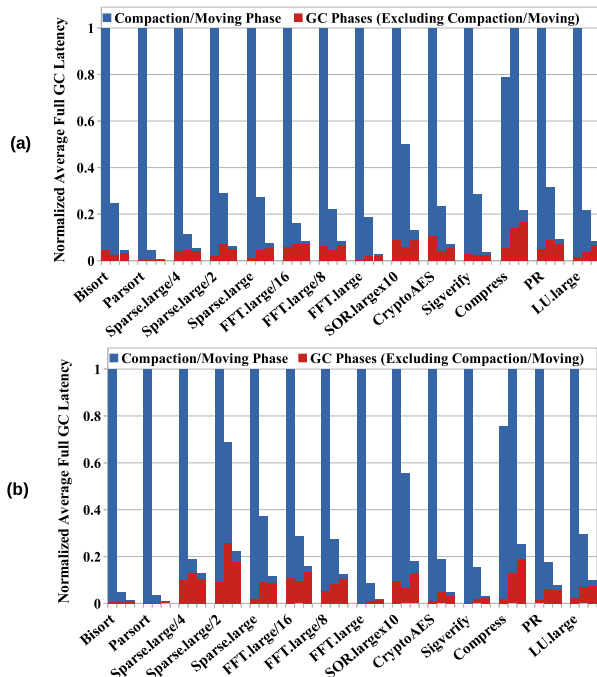 Compaction/Moving Phase GC Phases (Excluding Compaction/Moving)
Normalized Average Full GC Latency
1
0.8
0.6
0.4
0.2
0
(a)
Bisort
Parsort
Sparse.large/4
Sparse.large/2
Sparse.large
FFT.large/16
FFT.large/8
FFT.large
SOR.largex10
CryptoAES
Sigverify
Compress
PR
LU.large
Compaction/Moving Phase GC Phases (Excluding Compaction/Moving)
Normalized Average Full GC Latency
1
0.8
0.6
0.4
0.2
0
(b)
Bisort
Parsort
Sparse.large/4
Sparse.large/2
Sparse.large
FFT.large/16
FFT.large/8
FFT.large
SOR.largex10
CryptoAES
Sigverify
Compress
PR
LU.large